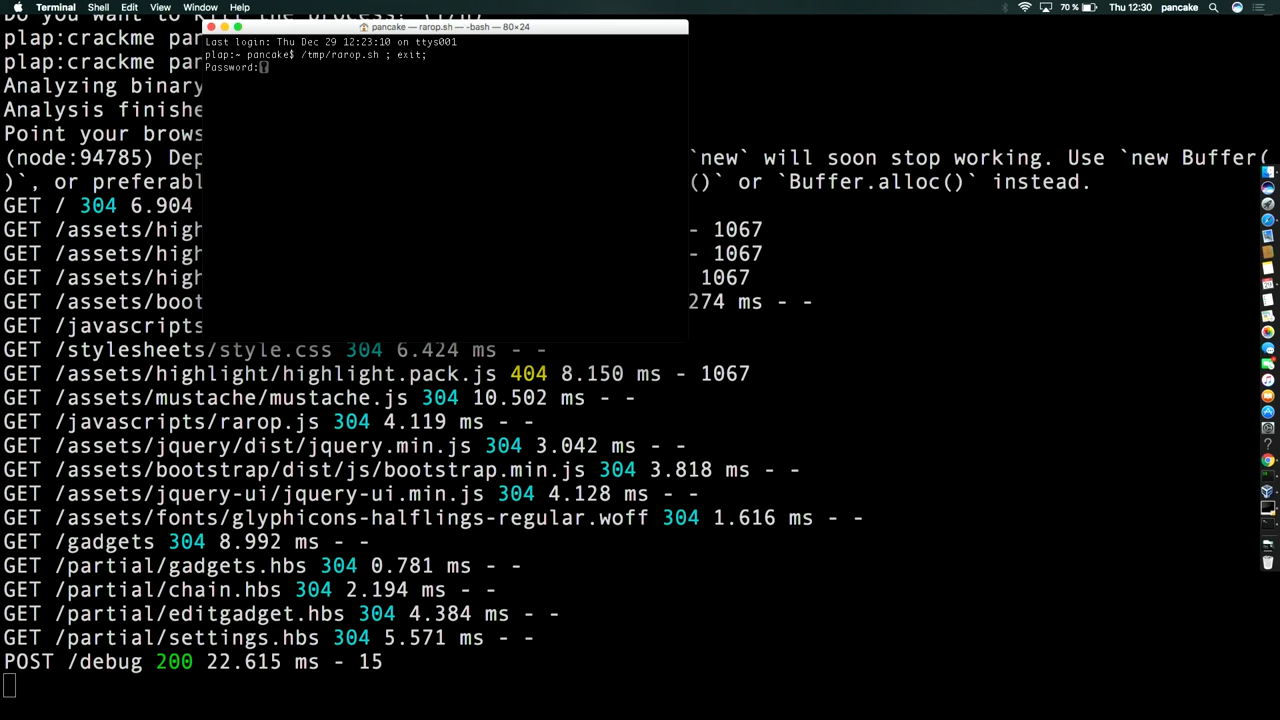 Terminal Shell Edit View Window Help 70 % Thu 12:30 pancake
Do you want to kill the process? (Y/n)
pancake — rarop.sh — -bash — 80×24
Last login: Thu Dec 29 12:23:10 on ttys001
plap:~ pancake$ /tmp/rarop.sh ; exit;
Password:
plap:crackme pan
plap:crackme pan
Analyzing binary
Analysis finishe
Point your brows
(node:94785) Dep `new` will soon stop working. Use `new Buffer(
)`, or preferabl ()` or `Buffer.alloc()` instead.
GET / 304 6.904
GET /assets/high - 1067
GET /assets/high - 1067
GET /assets/high 1067
GET /assets/boot 274 ms - -
GET /javascripts
GET /stylesheets/style.css 304 6.424 ms - -
GET /assets/highlight/highlight.pack.js 404 8.150 ms - 1067
GET /assets/mustache/mustache.js 304 10.502 ms - -
GET /javascripts/rarop.js 304 4.119 ms - -
GET /assets/jquery/dist/jquery.min.js 304 3.042 ms - -
GET /assets/bootstrap/dist/js/bootstrap.min.js 304 3.818 ms - -
GET /assets/jquery-ui/jquery-ui.min.js 304 4.128 ms - -
GET /assets/fonts/glyphicons-halflings-regular.woff 304 1.616 ms - -
GET /gadgets 304 8.992 ms - -
GET /partial/gadgets.hbs 304 0.781 ms - -
GET /partial/chain.hbs 304 2.194 ms - -
GET /partial/editgadget.hbs 304 4.384 ms - -
GET /partial/settings.hbs 304 5.571 ms - -
POST /debug 200 22.615 ms - 15